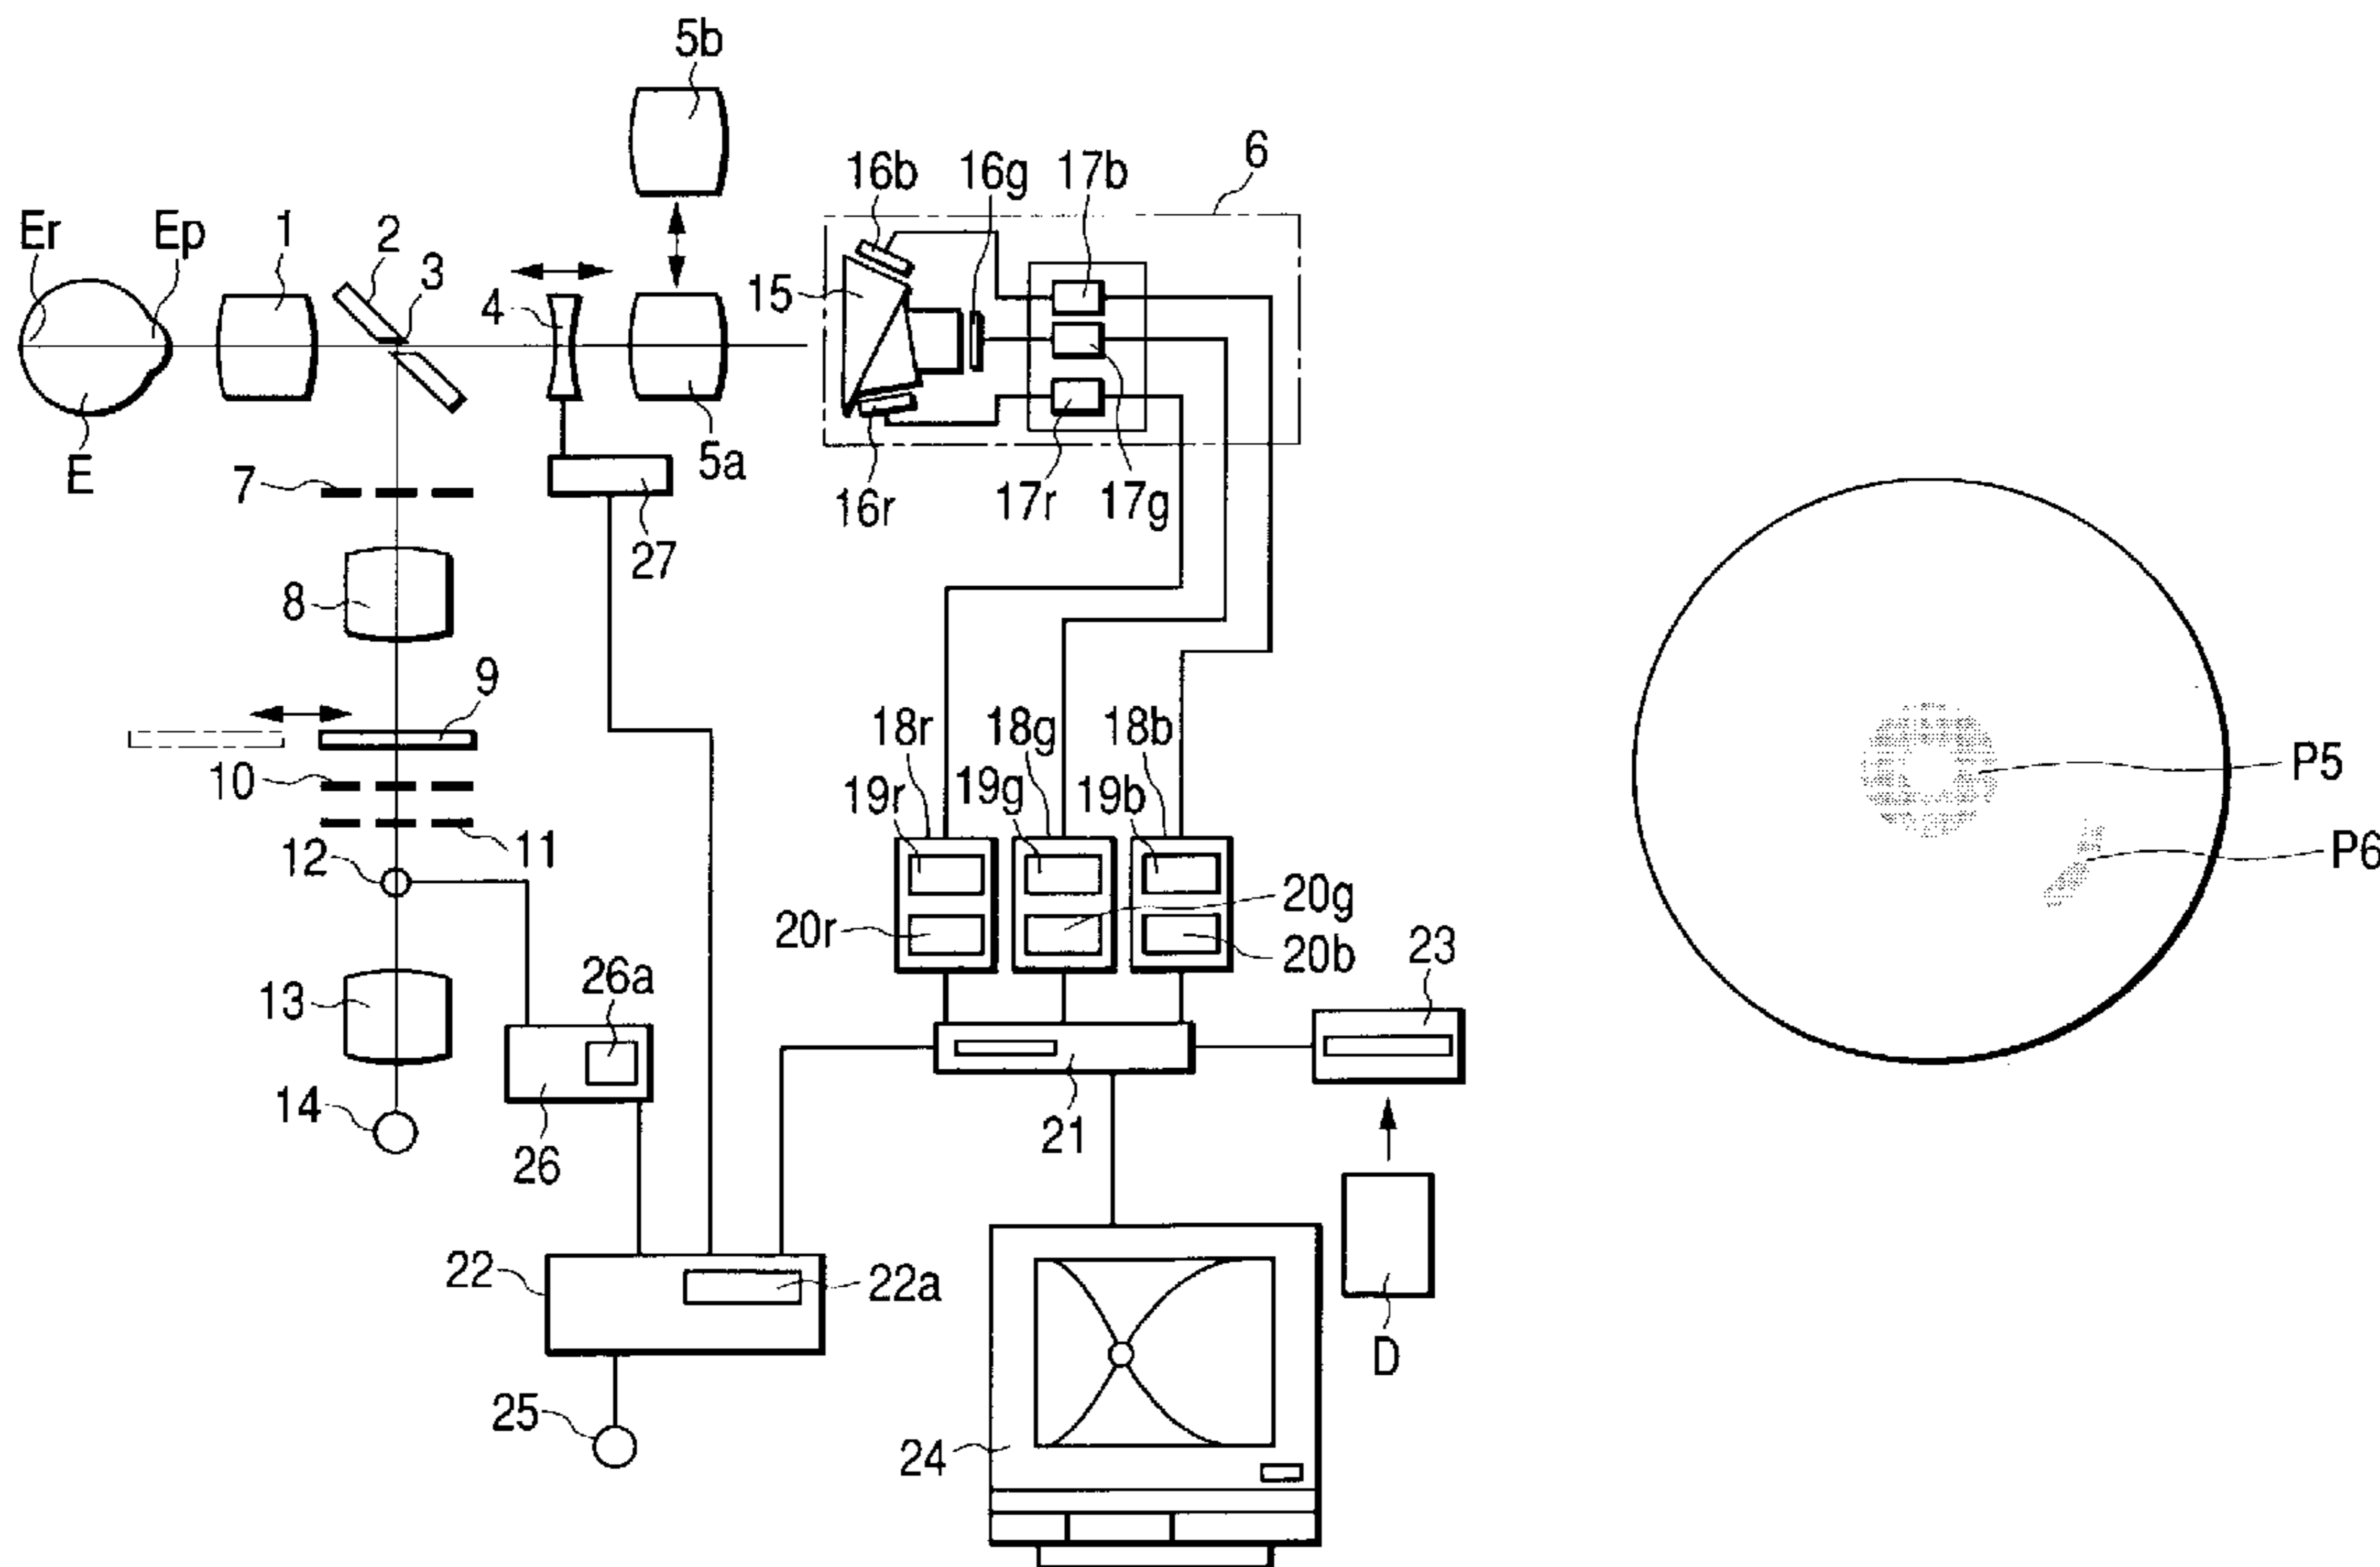 5b
16b 16g 17b 6
Er Ep 1 2 3
4 15
E 7 5a 16r 17r 17g
27
8
9
10 18r 18g 18b
19r 19g 19b P5
11
12 P6
20g
20r 20b 23
26a
13
14 26 21
22 22a
D
25
24